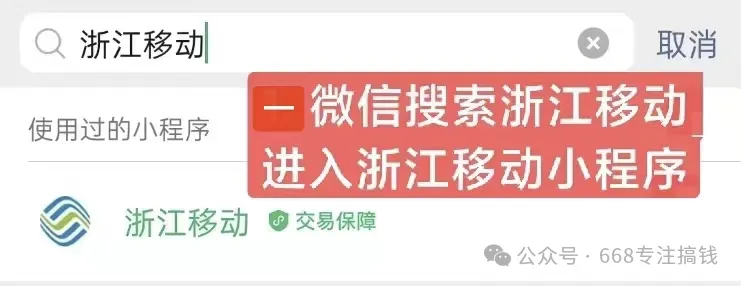 浙江移动
取消
一 微信搜索浙江移动
进入浙江移动小程序
使用过的小程序
浙江移动 交易保障
公众号 · 668专注搞钱